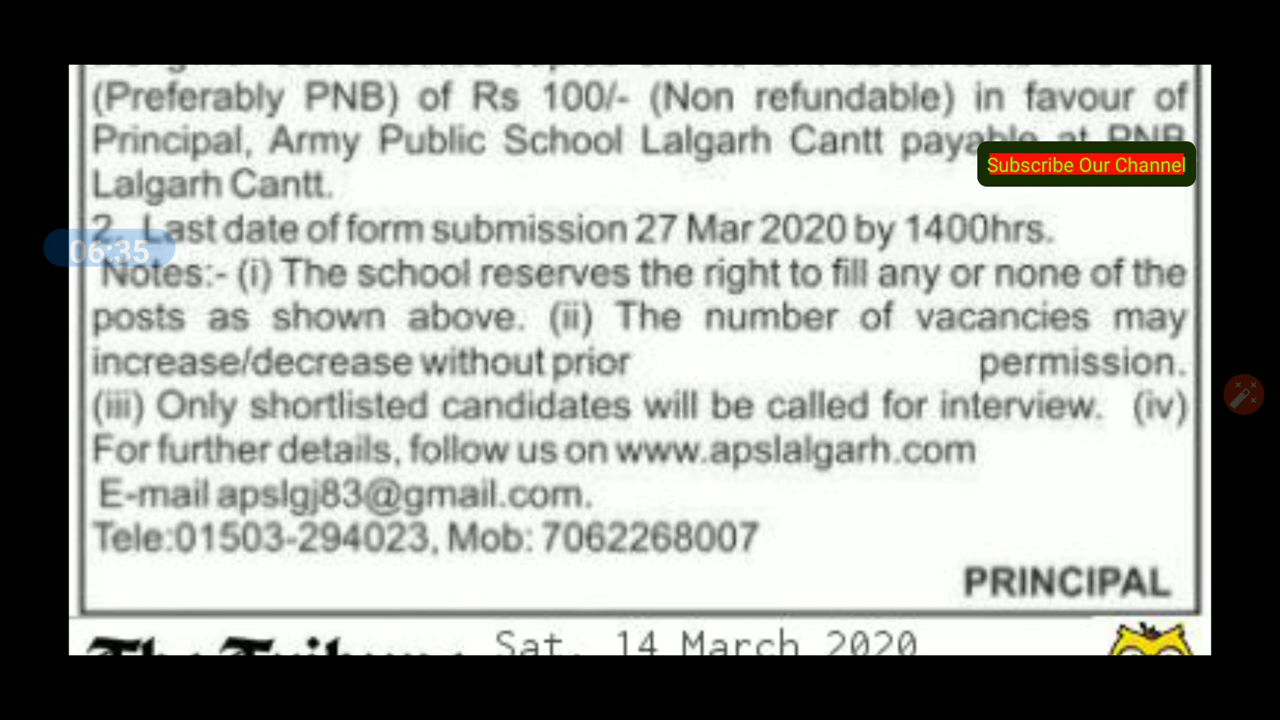 (Preferably PNB) of Rs 100/- (Non refundable) in favour of
Principal, Army Public School Lalgarh Cantt payable at PNB
Subscribe Our Channel
Lalgarh Cantt.
2. Last date of form submission 27 Mar 2020 by 1400hrs.
06:35
Notes:- (i) The school reserves the right to fill any or none of the
posts as shown above. (ii) The number of vacancies may
increase/decrease without prior permission.
(iii) Only shortlisted candidates will be called for interview. (iv)
For further details, follow us on www.apslalgarh.com
E-mail apslgj83@gmail.com.
Tele:01503-294023, Mob: 7062268007
PRINCIPAL
The Tribune Sat. 14 March 2020